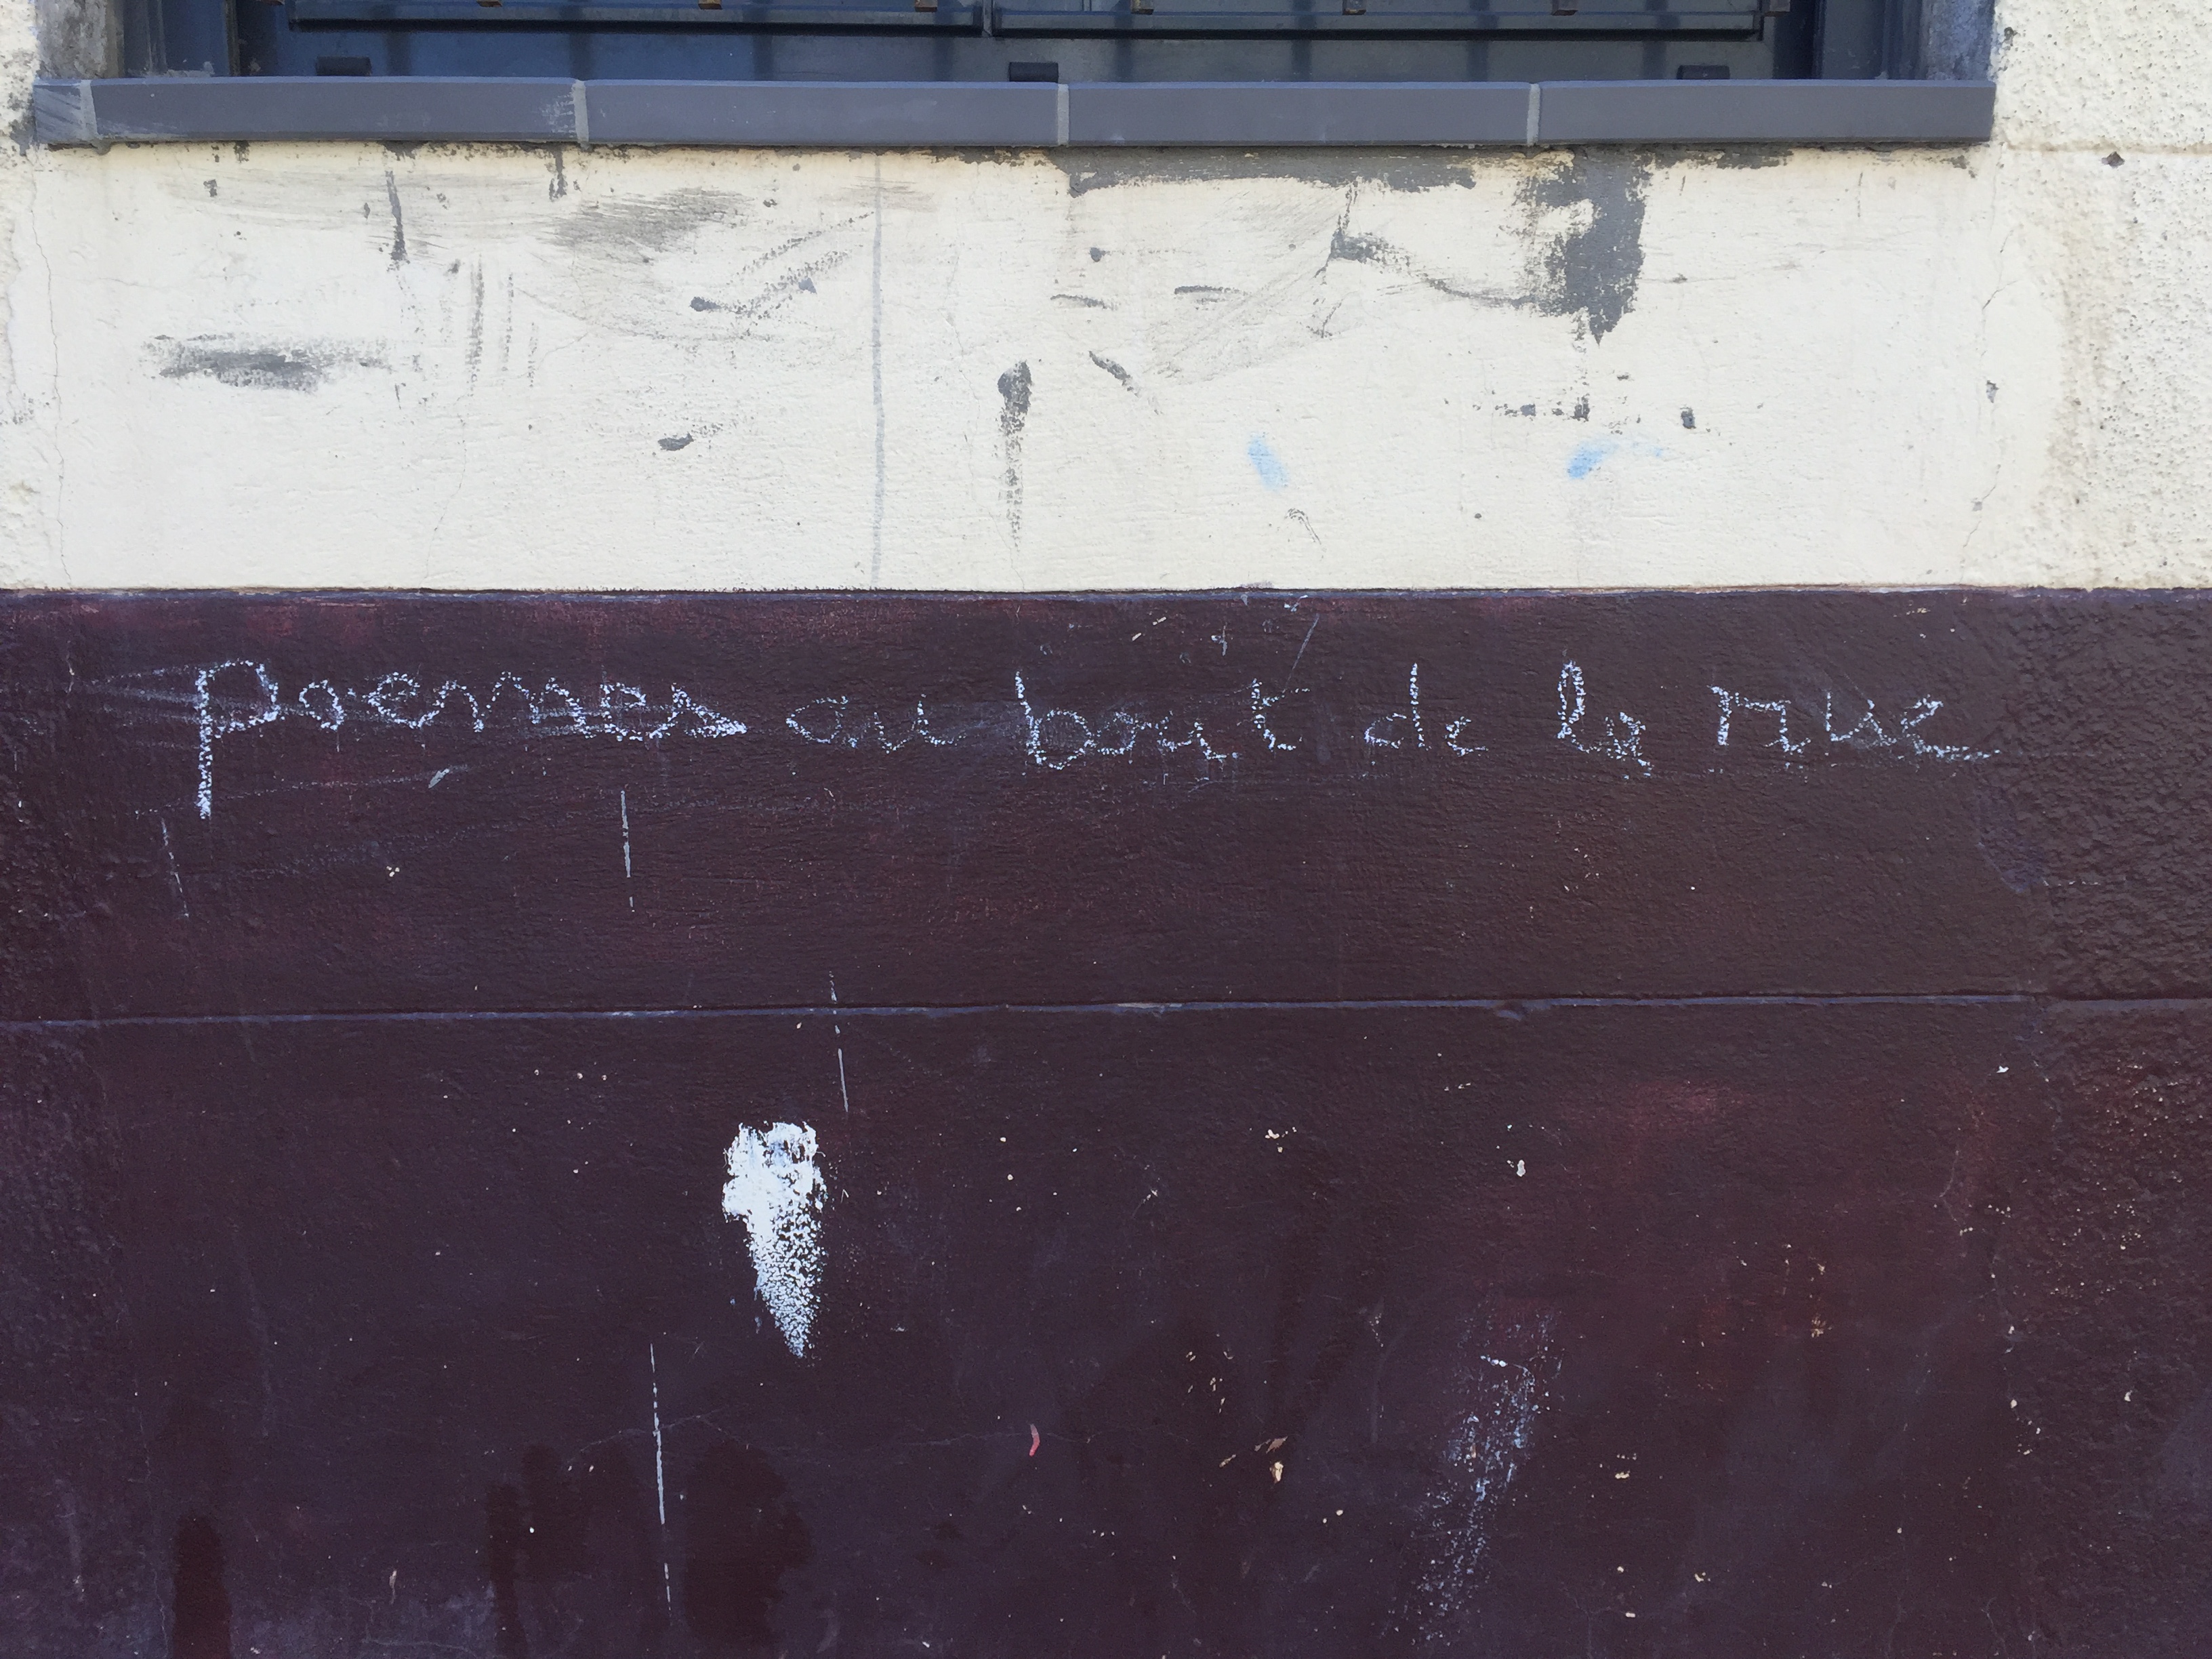 poemes au bout de la rue